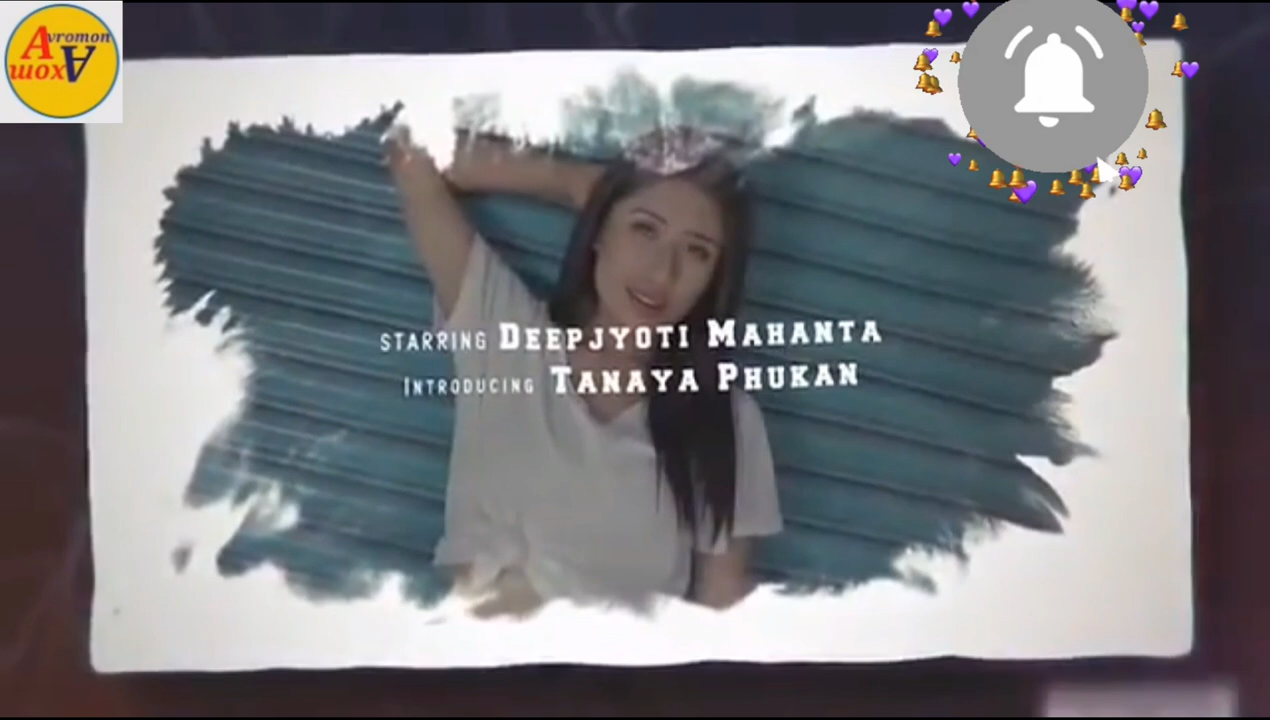 Avromon
Axom
STARRING DEEPJYOTI MAHANTA
INTRODUCING TANAYA PHUKAN